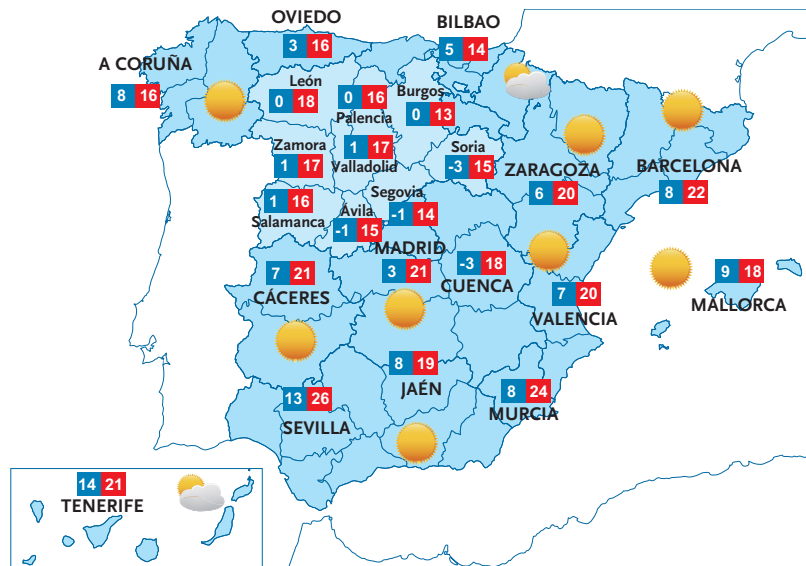 OVIEDO
3 16
BILBAO
5 14
A CORUÑA
8 16
León
0 18
0 16
Palencia
Burgos
0 13
Zamora
1 17
1 17
Valladolid
Soria
-3 15
ZARAGOZA
6 20
BARCELONA
8 22
1 16
Salamanca
Ávila
-1 15
Segovia
-1 14
MADRID
3 21
-3 18
CUENCA
7 21
CÁCERES
7 20
VALENCIA
9 18
MALLORCA
8 19
JAÉN
8 24
MURCIA
13 26
SEVILLA
14 21
TENERIFE